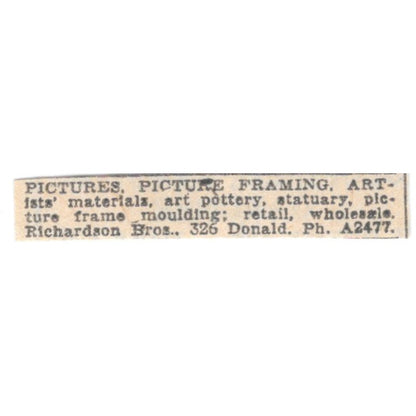 PICTURES, PICTURE FRAMING, ART-
ists' materials, art pottery, statuary, pic-
ture frame moulding; retail, wholesale.
Richardson Bros., 326 Donald. Ph. A2477.